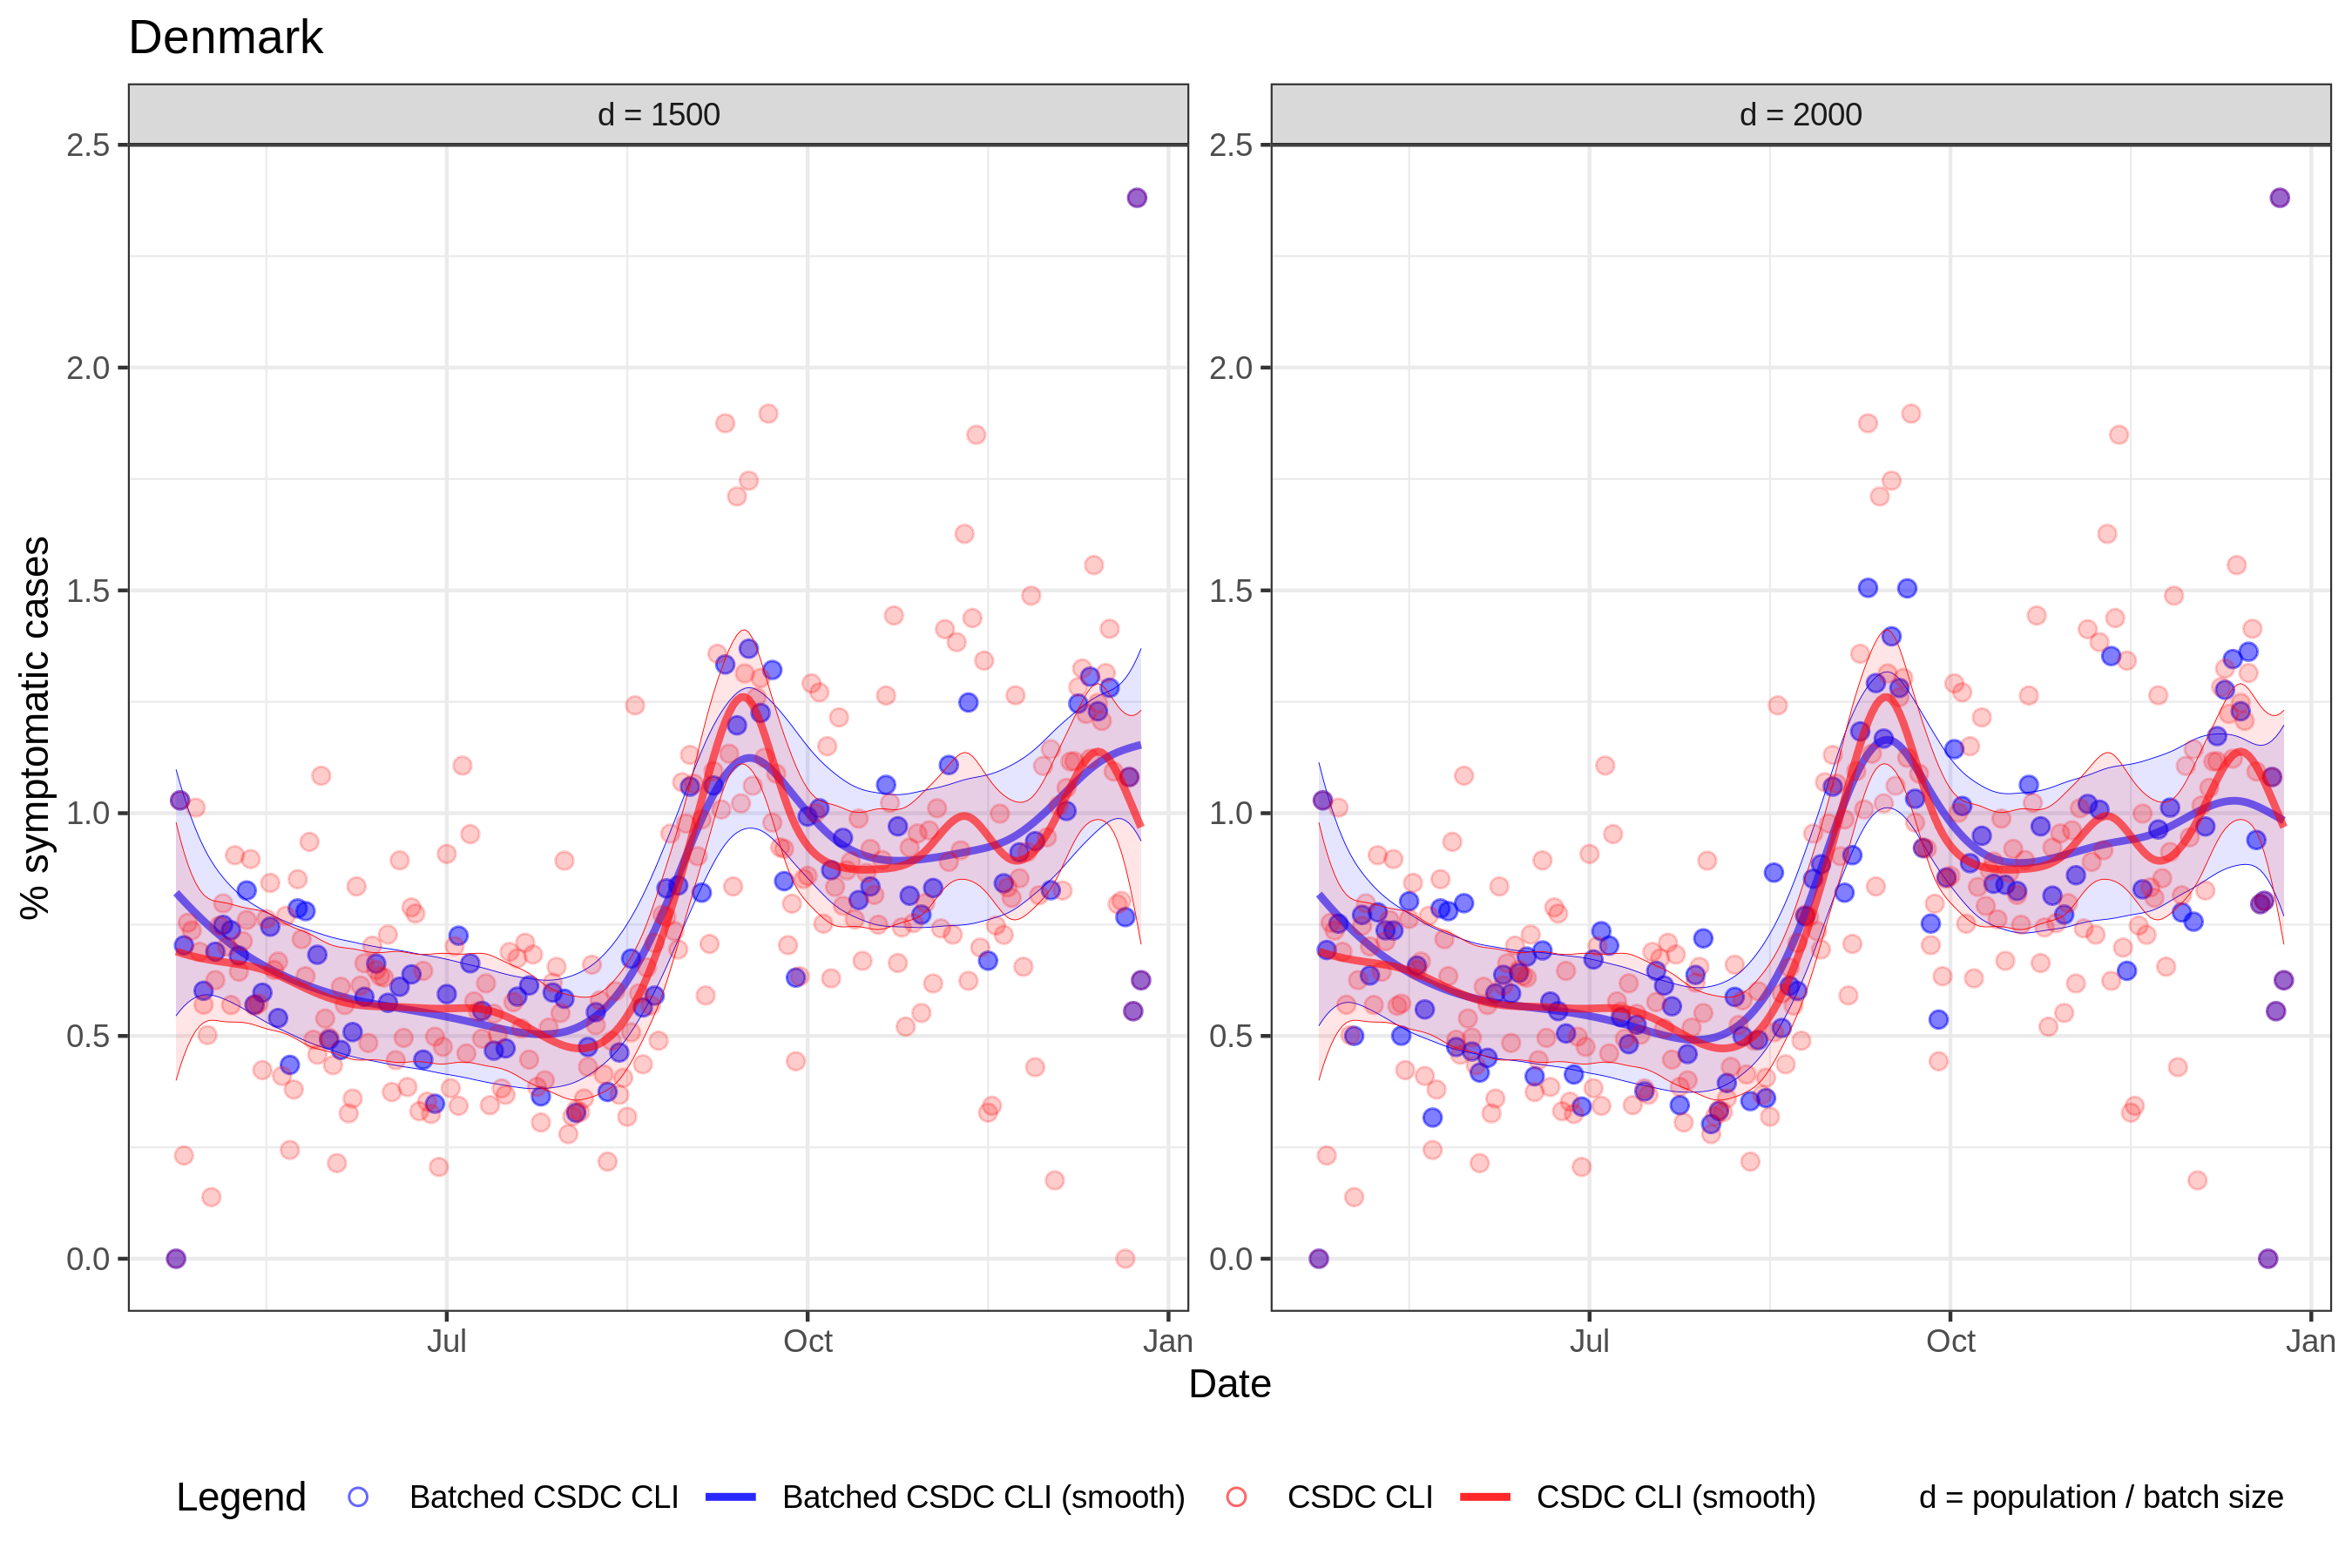 Denmark
d = 1500
d = 2000
% symptomatic cases
2.5
2.0
1.5
1.0
0.5
0.0
2.5
2.0
1.5
1.0
0.5
0.0
Jul
Oct
Jan
Jul
Oct
Jan
Date
Legend
Batched CSDC CLI
Batched CSDC CLI (smooth)
CSDC CLI
CSDC CLI (smooth)
d = population / batch size